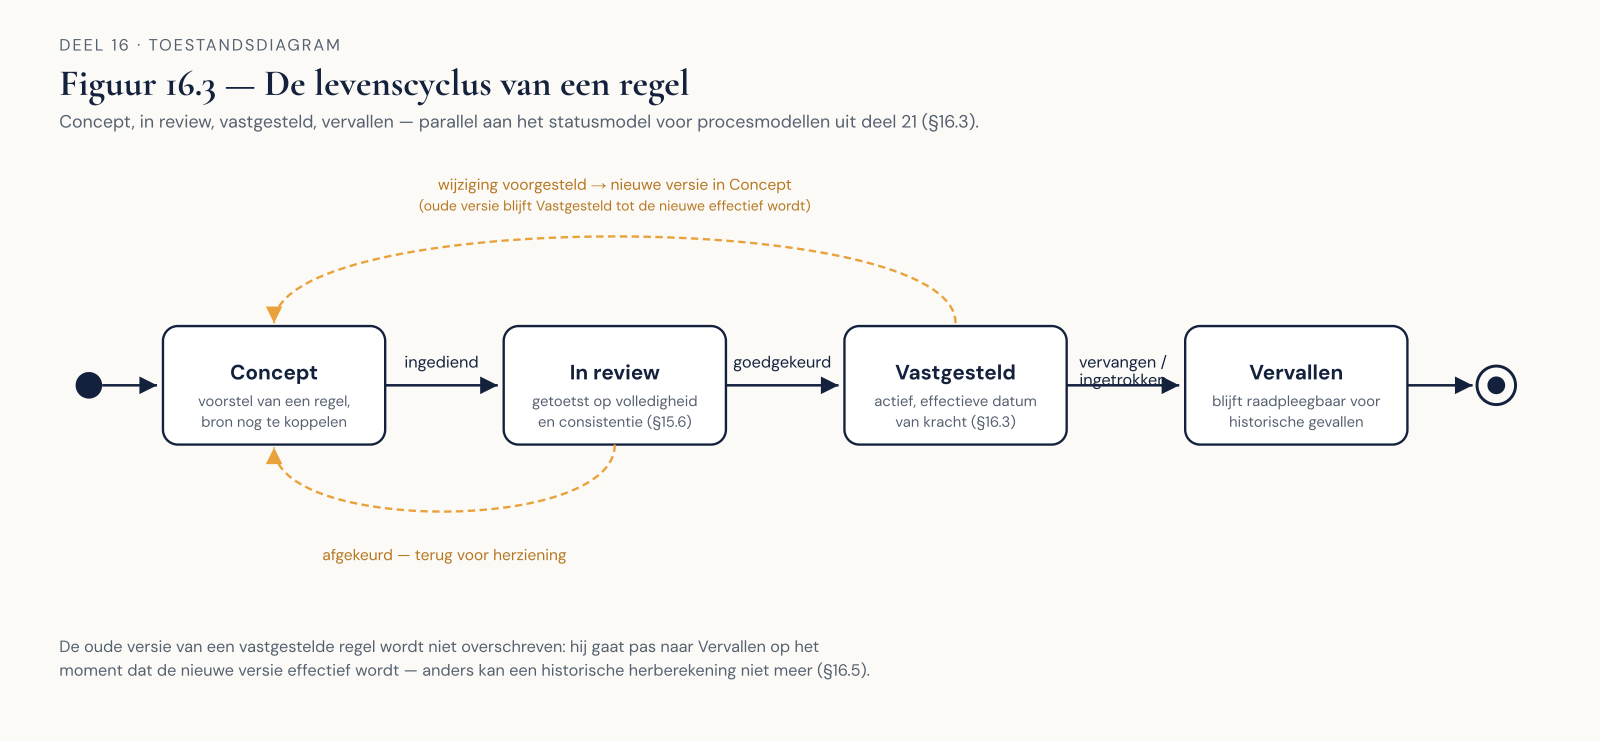 DEEL 16 · TOESTANDSDIAGRAM
Figuur 16.3 — De levenscyclus van een regel
Concept, in review, vastgesteld, vervallen — parallel aan het statusmodel voor procesmodellen uit deel 21 (§16.3).
wijziging voorgesteld → nieuwe versie in Concept
(oude versie blijft Vastgesteld tot de nieuwe effectief wordt)
Concept
voorstel van een regel,
bron nog te koppelen
ingediend
In review
getoetst op volledigheid
en consistentie (§15.6)
goedgekeurd
Vastgesteld
actief, effectieve datum
van kracht (§16.3)
vervangen /
ingetrokken
Vervallen
blijft raadpleegbaar voor
historische gevallen
afgekeurd — terug voor herziening
De oude versie van een vastgestelde regel wordt niet overschreven: hij gaat pas naar Vervallen op het
moment dat de nieuwe versie effectief wordt — anders kan een historische herberekening niet meer (§16.5).